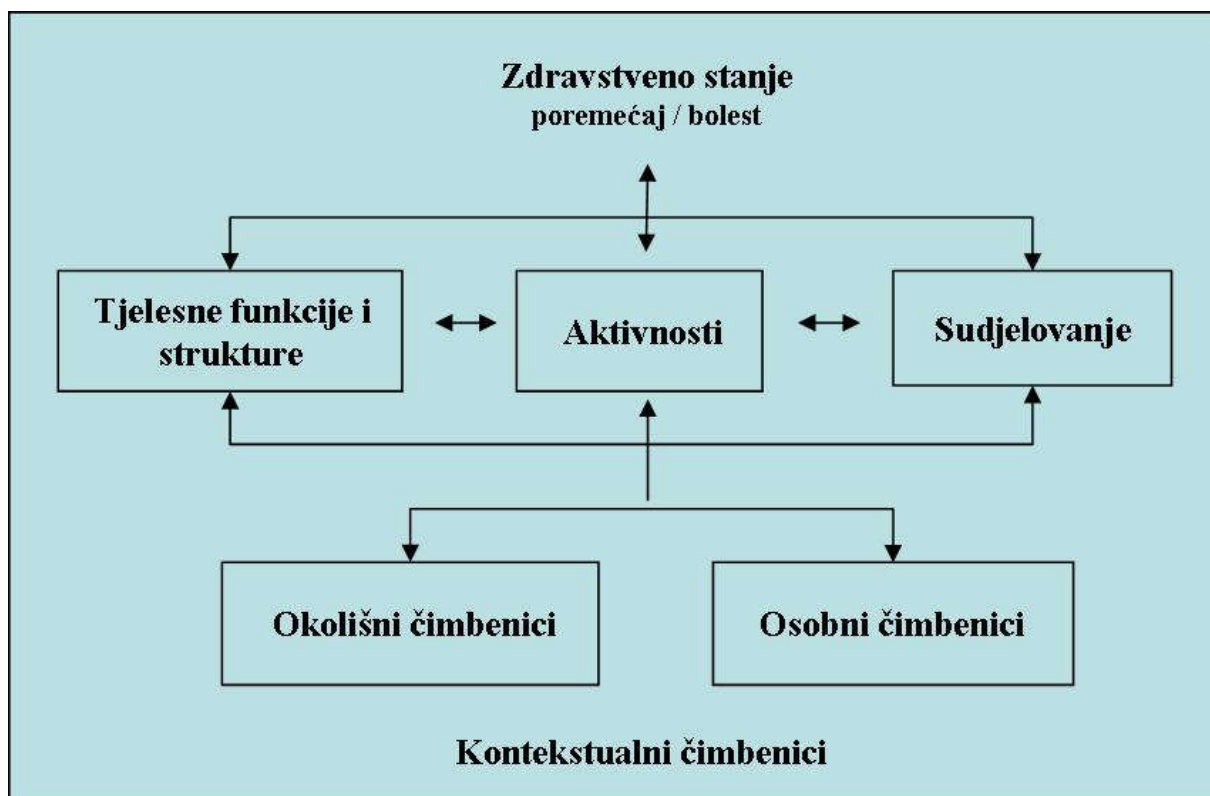 Zdravstveno stanje
poremećaj / bolest
Tjelesne funkcije i
strukture
Aktivnosti
Sudjelovanje
Okolišni čimbenici
Osobni čimbenici
Kontekstualni čimbenici